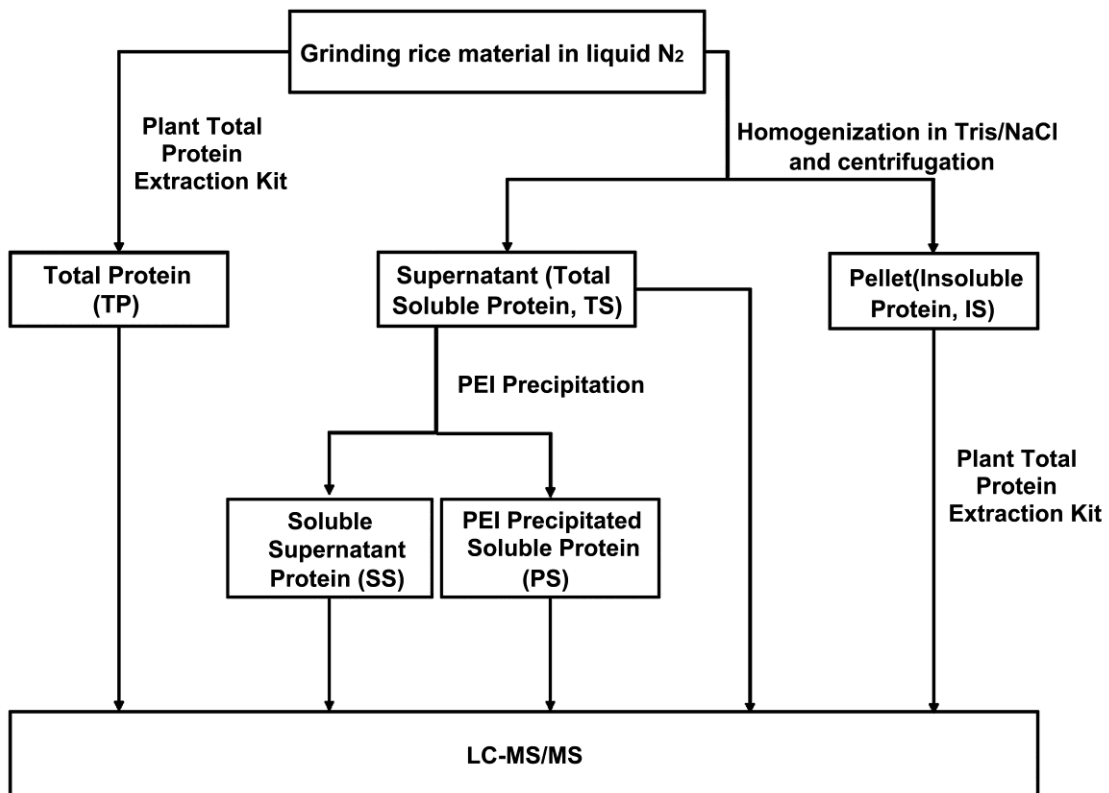 Grinding rice material in liquid N2
Plant Total
Protein
Extraction Kit
Homogenization in Tris/NaCl
and centrifugation
Total Protein
(TP)
Supernatant (Total
Soluble Protein, TS)
Pellet(Insoluble
Protein, IS)
PEI Precipitation
Plant Total
Protein
Extraction Kit
Soluble
Supernatant
Protein (SS)
PEI Precipitated
Soluble Protein
(PS)
LC-MS/MS